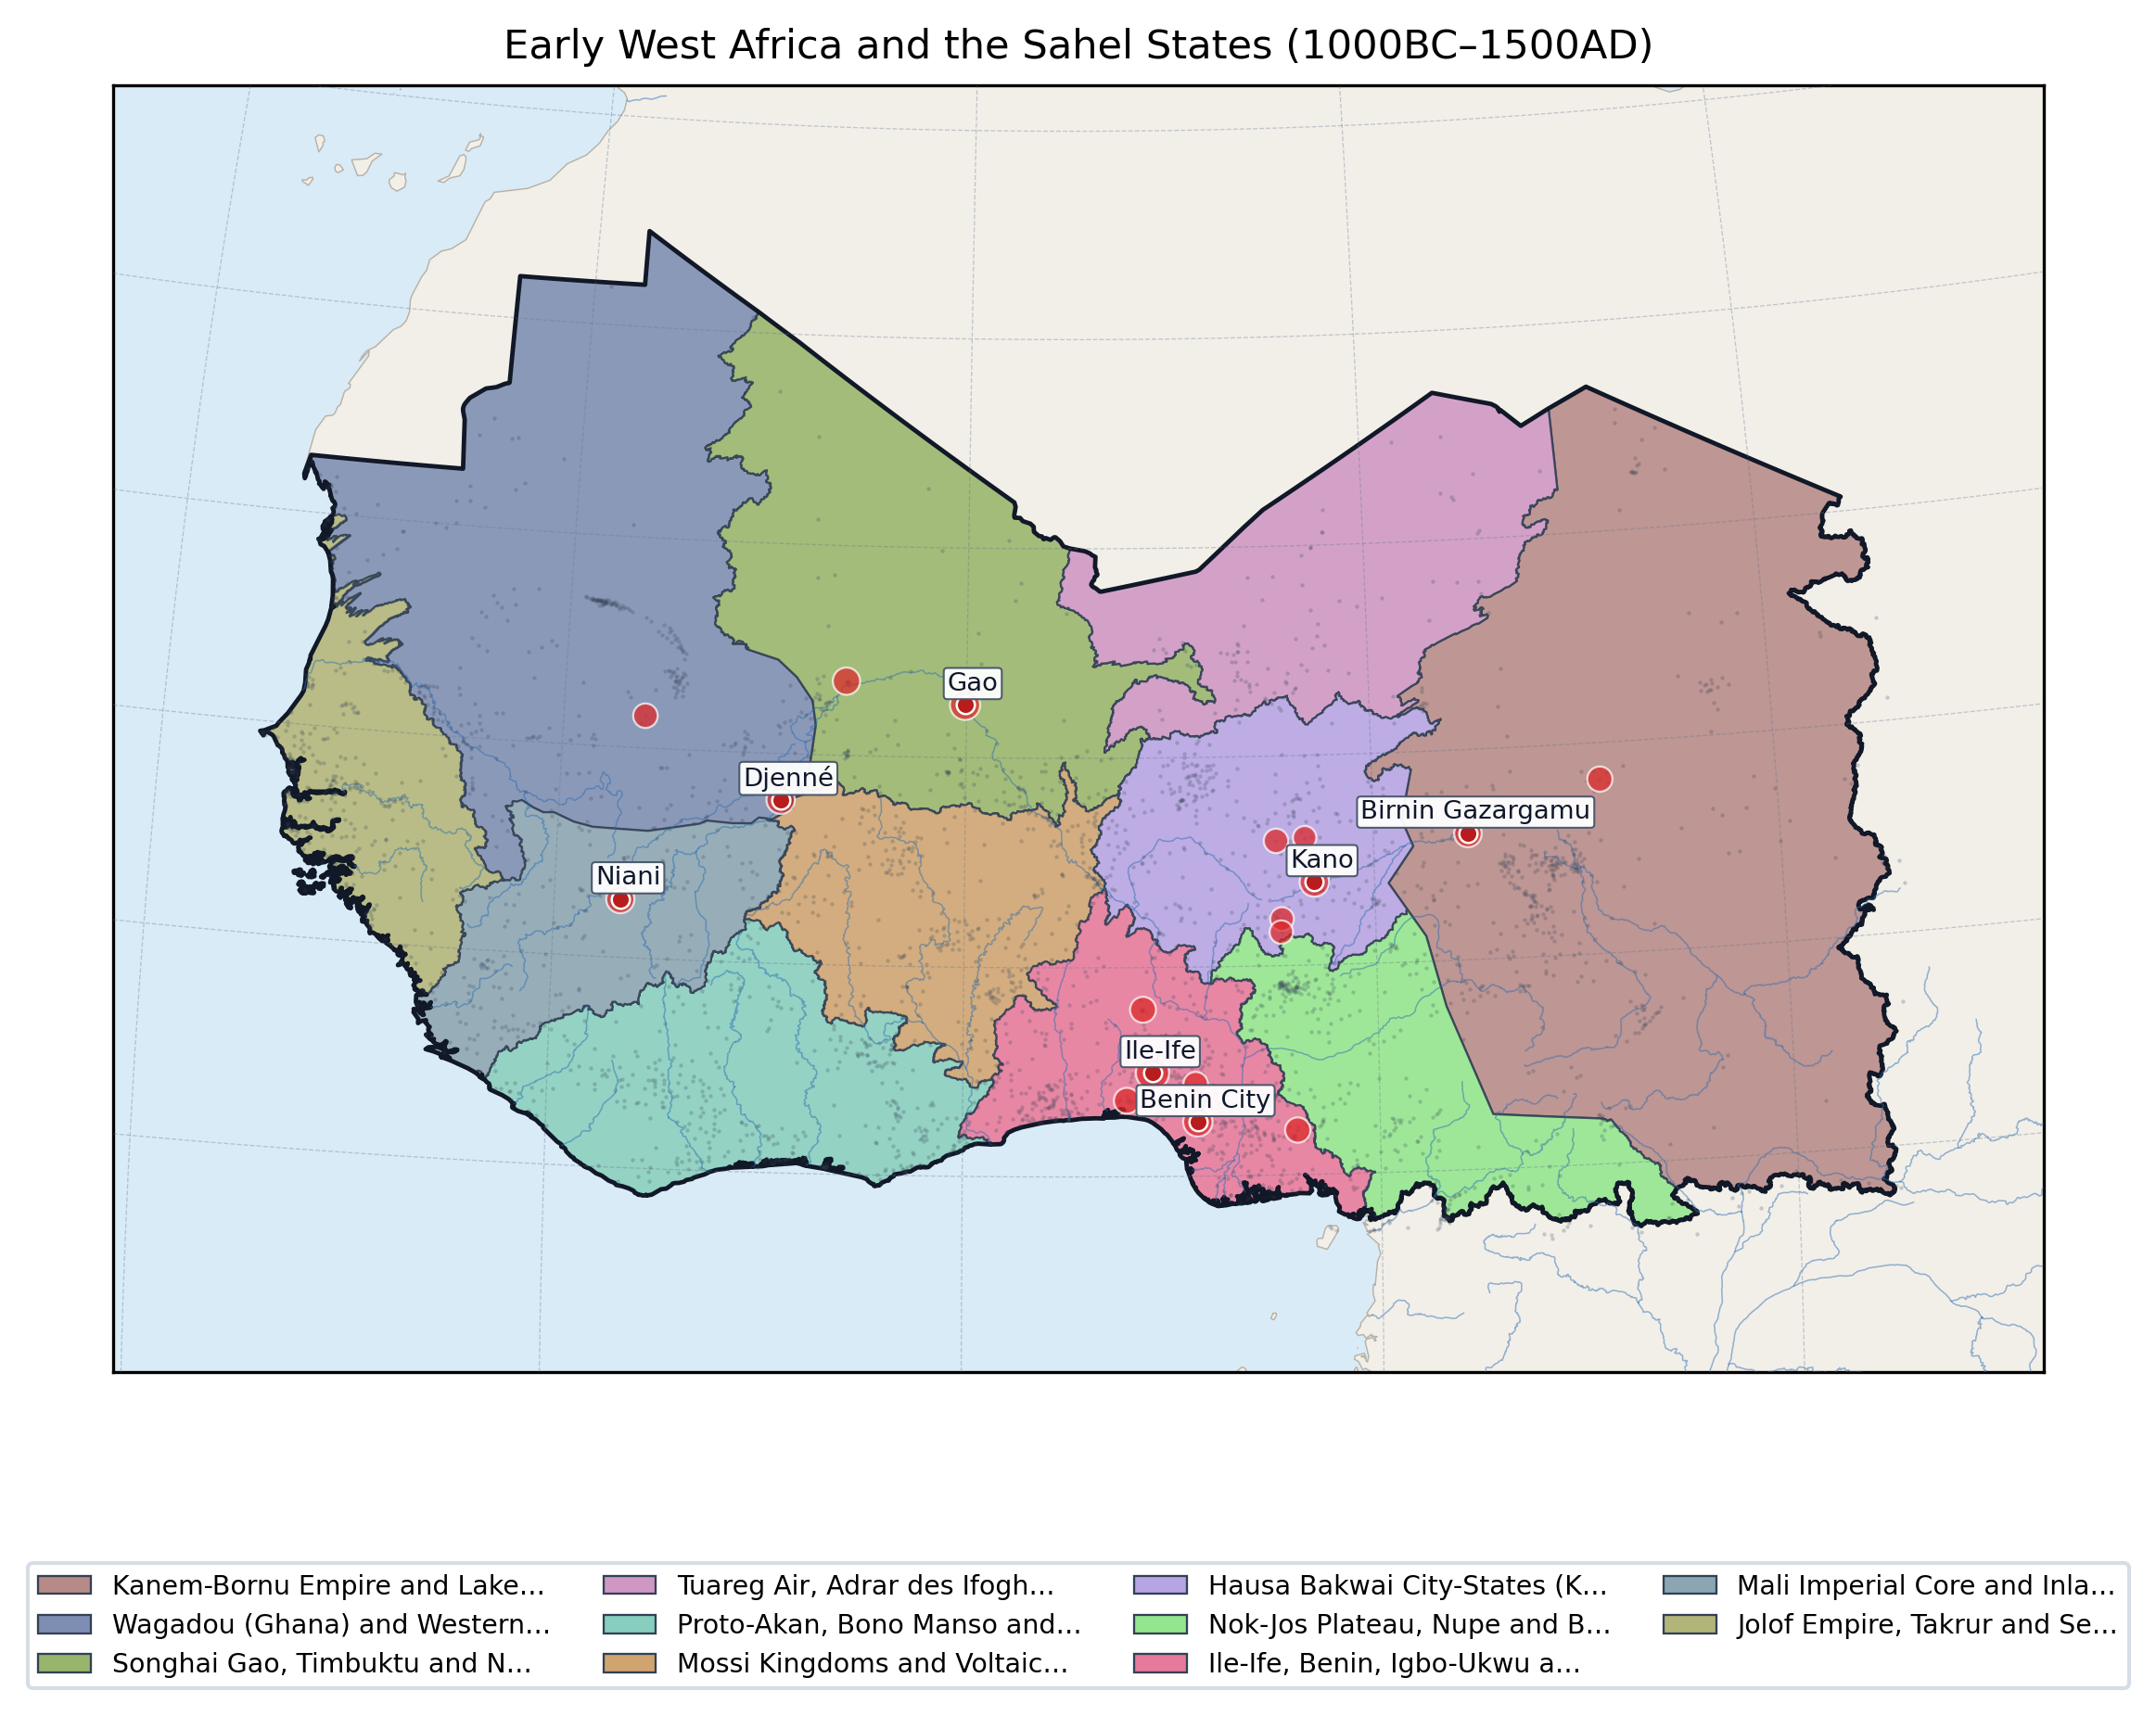 Early West Africa and the Sahel States (1000BC–1500AD)
Gao
Djenné
Birnin Gazargamu
Kano
Niani
Ile-Ife
Benin City
Kanem-Bornu Empire and Lake...
Wagadou (Ghana) and Western...
Songhai Gao, Timbuktu and N...
Tuareg Air, Adrar des Ifogh...
Proto-Akan, Bono Manso and...
Mossi Kingdoms and Voltaic...
Hausa Bakwai City-States (K...
Nok-Jos Plateau, Nupe and B...
Ile-Ife, Benin, Igbo-Ukwu a...
Mali Imperial Core and Inla...
Jolof Empire, Takrur and Se...